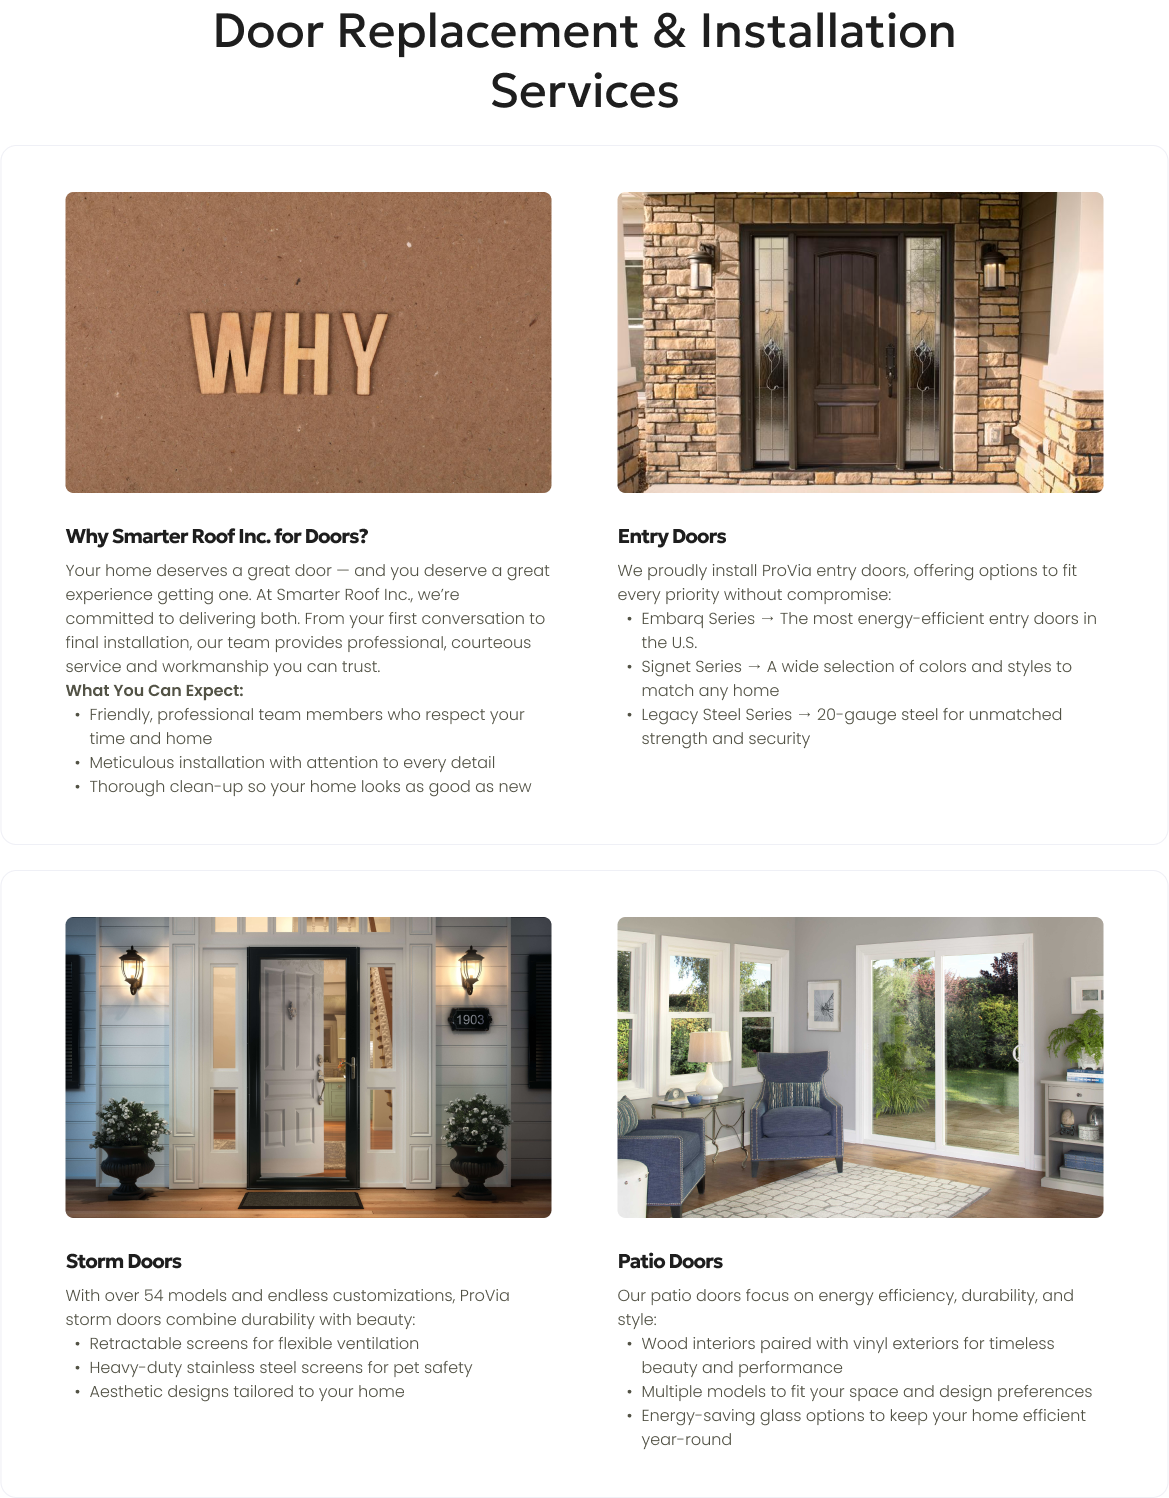 Door Replacement & Installation
Services
WHY
Why Smarter Roof Inc. for Doors?
Your home deserves a great door — and you deserve a great
experience getting one. At Smarter Roof Inc., we’re
committed to delivering both. From your first conversation to
final installation, our team provides professional, courteous
service and workmanship you can trust.
What You Can Expect:
• Friendly, professional team members who respect your
time and home
• Meticulous installation with attention to every detail
• Thorough clean-up so your home looks as good as new
Entry Doors
We proudly install ProVia entry doors, offering options to fit
every priority without compromise:
• Embarq Series → The most energy-efficient entry doors in
the U.S.
• Signet Series → A wide selection of colors and styles to
match any home
• Legacy Steel Series → 20-gauge steel for unmatched
strength and security
1903
Storm Doors
With over 54 models and endless customizations, ProVia
storm doors combine durability with beauty:
• Retractable screens for flexible ventilation
• Heavy-duty stainless steel screens for pet safety
• Aesthetic designs tailored to your home
Patio Doors
Our patio doors focus on energy efficiency, durability, and
style:
• Wood interiors paired with vinyl exteriors for timeless
beauty and performance
• Multiple models to fit your space and design preferences
• Energy-saving glass options to keep your home efficient
year-round